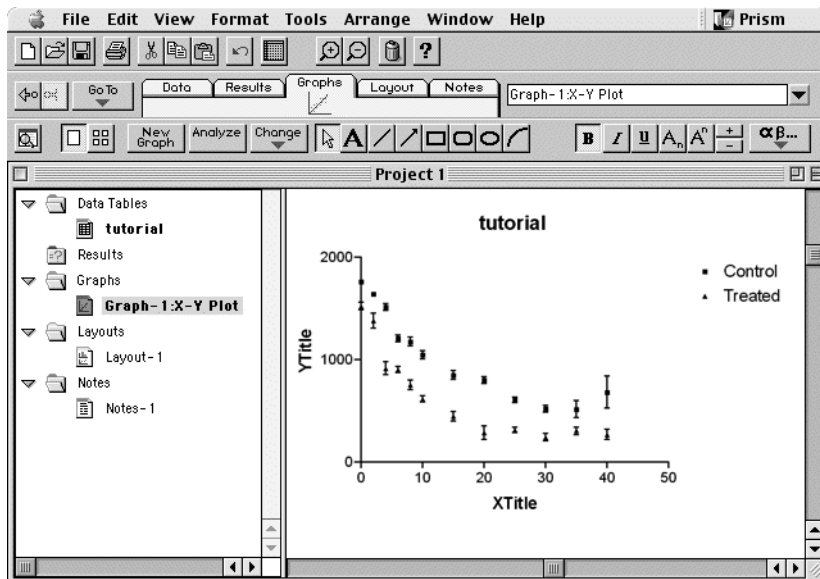 File Edit View Format Tools Arrange Window Help Prism
?
Go To Data Results Graphs Layout Notes Graph-1:X-Y Plot
New Graph Analyze Change A B I U An An + - αβ...
Project 1
Data Tables
tutorial
Results
Graphs
Graph-1:X-Y Plot
Layouts
Layout-1
Notes
Notes-1
tutorial
2000
1000
0
YTitle
Control
Treated
0 10 20 30 40 50
XTitle